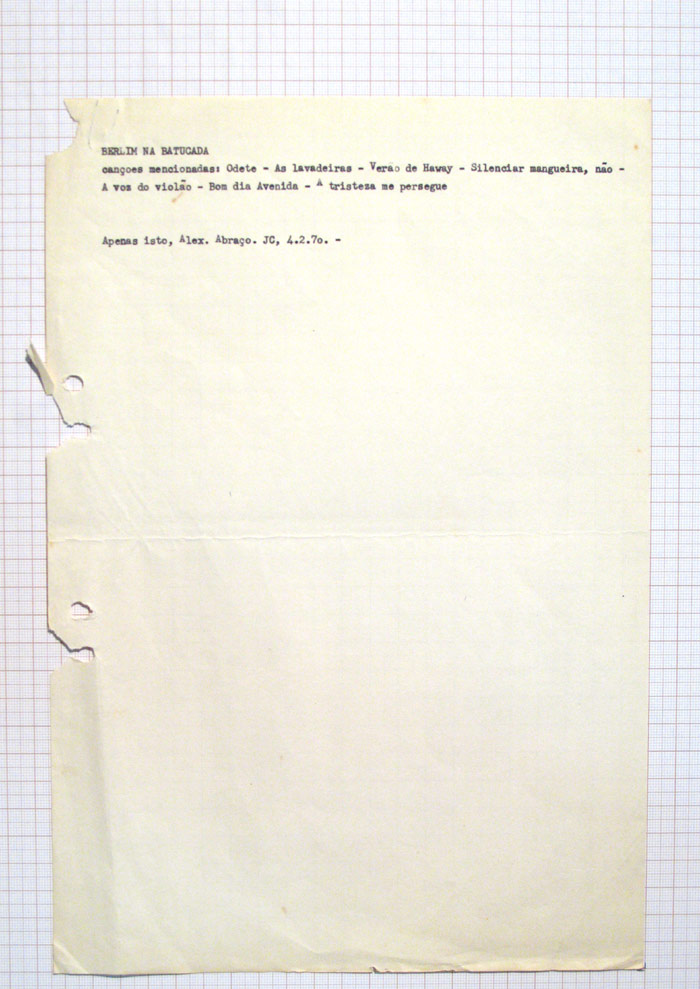 BERLIM NA BATUCADA
canções mencionadas: Odete - As lavadeiras - Verão de Haway - Silenciar mangueira, não -
A voz do violão - Bom dia Avenida - A tristeza me persegue
Apenas isto, Alex. Abraço. JC, 4.2.7o. -